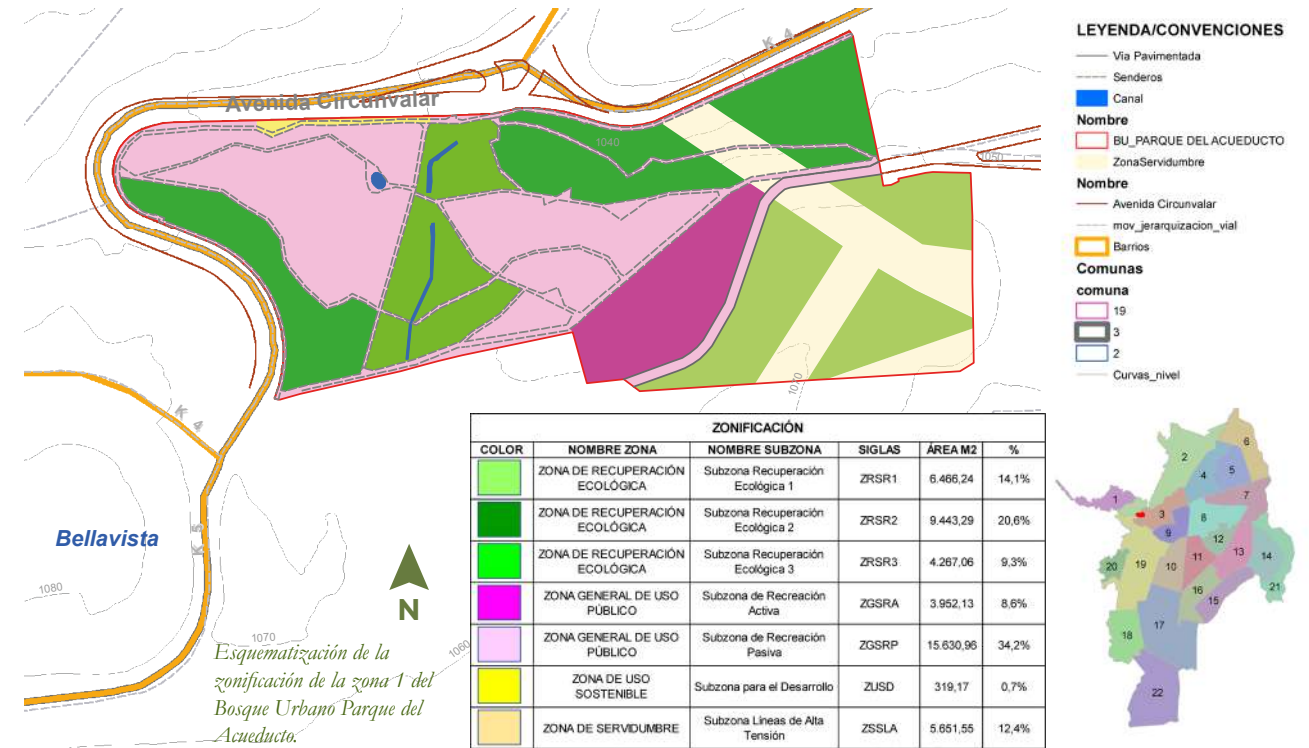 K 4
Avenida Circunvalar
1040
1050
K 4
Bellavista
K 5
1080
1070
1060
1070
N
Esquematización de la
zonificación de la zona 1 del
Bosque Urbano Parque del
Acueducto.
LEYENDA/CONVENCIONES
Via Pavimentada
Senderos
Canal
Nombre
BU_PARQUE DEL ACUEDUCTO
ZonaServidumbre
Nombre
Avenida Circunvalar
mov_jerarquizacion_vial
Barrios
Comunas
comuna
19
3
2
Curvas_nivel
ZONIFICACIÓN
COLOR NOMBRE ZONA NOMBRE SUBZONA SIGLAS ÁREA M2 %
ZONA DE RECUPERACIÓN ECOLÓGICA Subzona Recuperación Ecológica 1 ZRSR1 6.466,24 14,1%
ZONA DE RECUPERACIÓN ECOLÓGICA Subzona Recuperación Ecológica 2 ZRSR2 9.443,29 20,6%
ZONA DE RECUPERACIÓN ECOLÓGICA Subzona Recuperación Ecológica 3 ZRSR3 4.267,06 9,3%
ZONA GENERAL DE USO PÚBLICO Subzona de Recreación Activa ZGSRA 3.952,13 8,6%
ZONA GENERAL DE USO PÚBLICO Subzona de Recreación Pasiva ZGSRP 15.630,96 34,2%
ZONA DE USO SOSTENIBLE Subzona para el Desarrollo ZUSD 319,17 0,7%
ZONA DE SERVIDUMBRE Subzona Líneas de Alta Tensión ZSSLA 5.651,55 12,4%
6
2
5
4
7
1
3
8
9
12
13
14
11
10
19
20
21
16
15
17
18
22